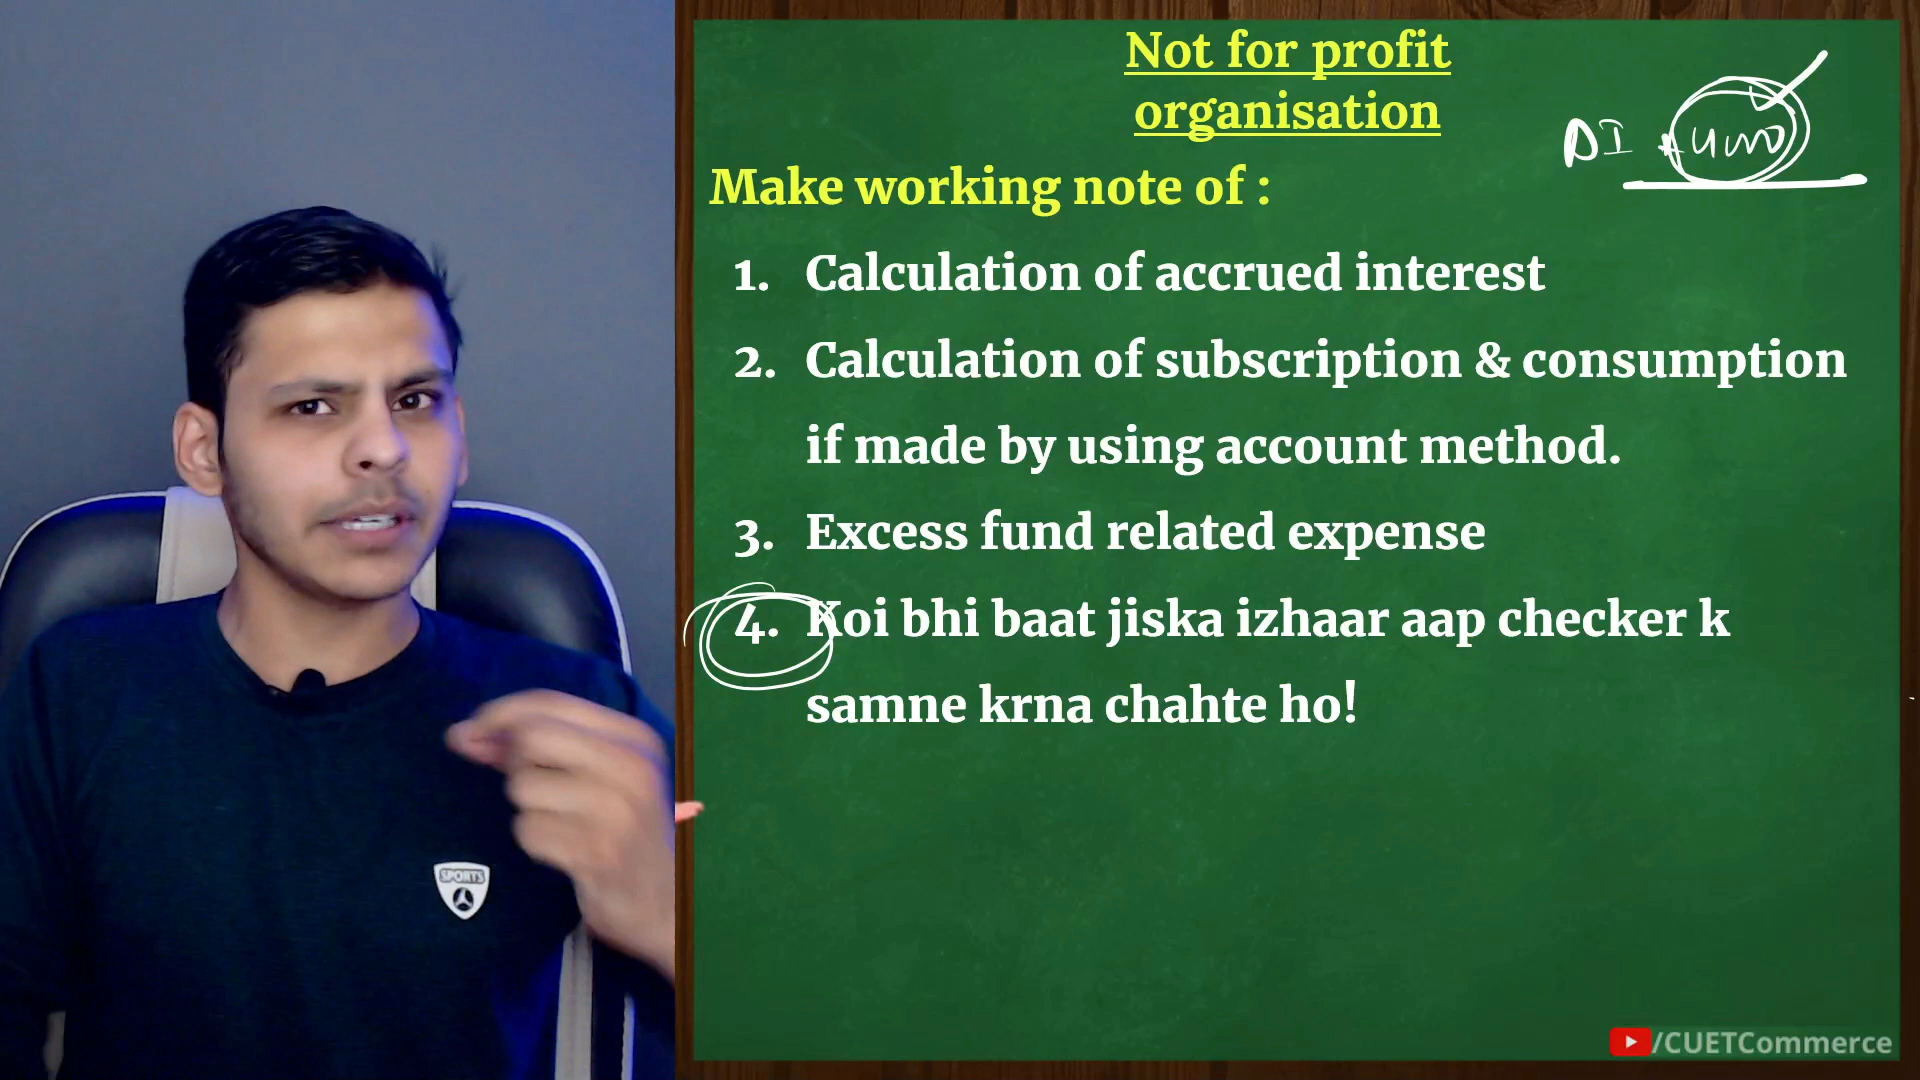 Not for profit
organisation
Make working note of :
1. Calculation of accrued interest
2. Calculation of subscription & consumption
if made by using account method.
3. Excess fund related expense
4. Koi bhi baat jiska izhaar aap checker k
samne krna chahte ho!
SPORTS
/CUETCommerce